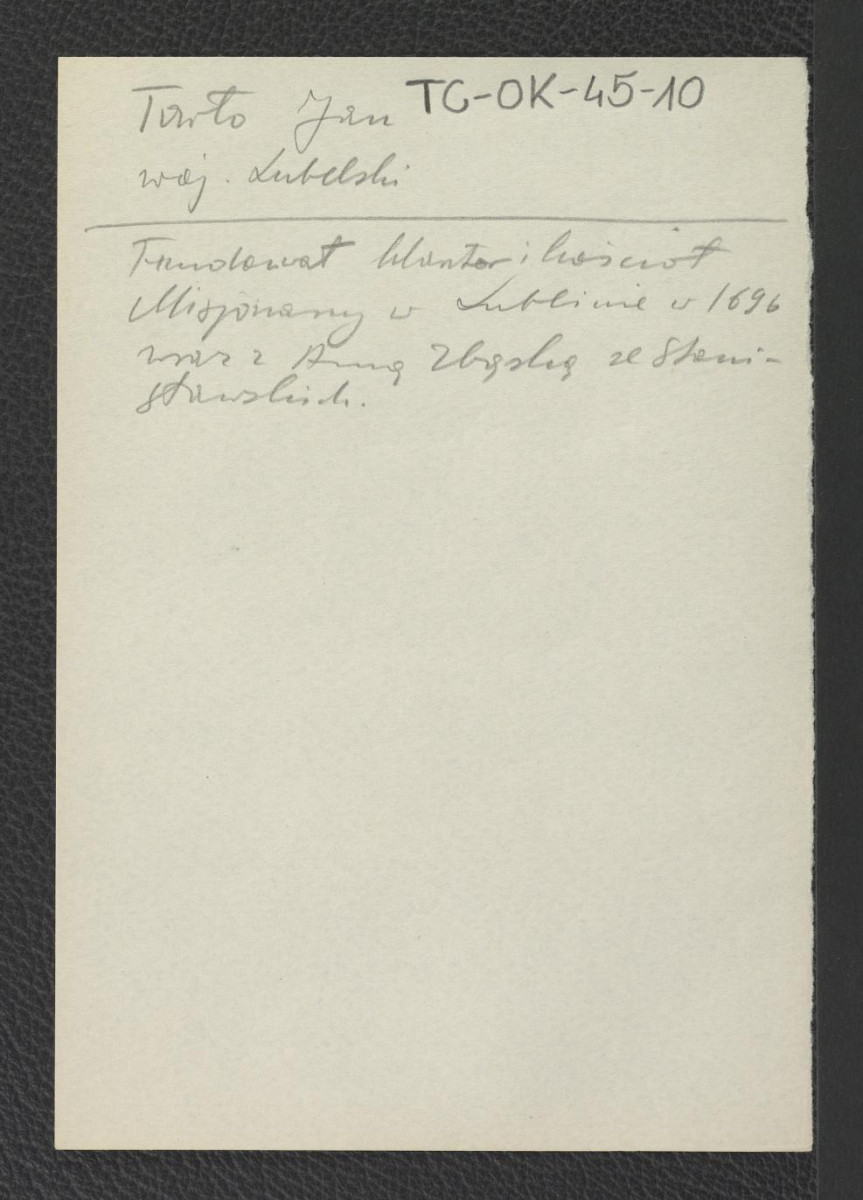 Tarło Jan TC-OK-45-10
woj. Lubelski
Fundował klasztor i kościół
Misjonarzy w Lublinie w 1696
wraz z Anną Zbąską ze Stani-
sławskich.